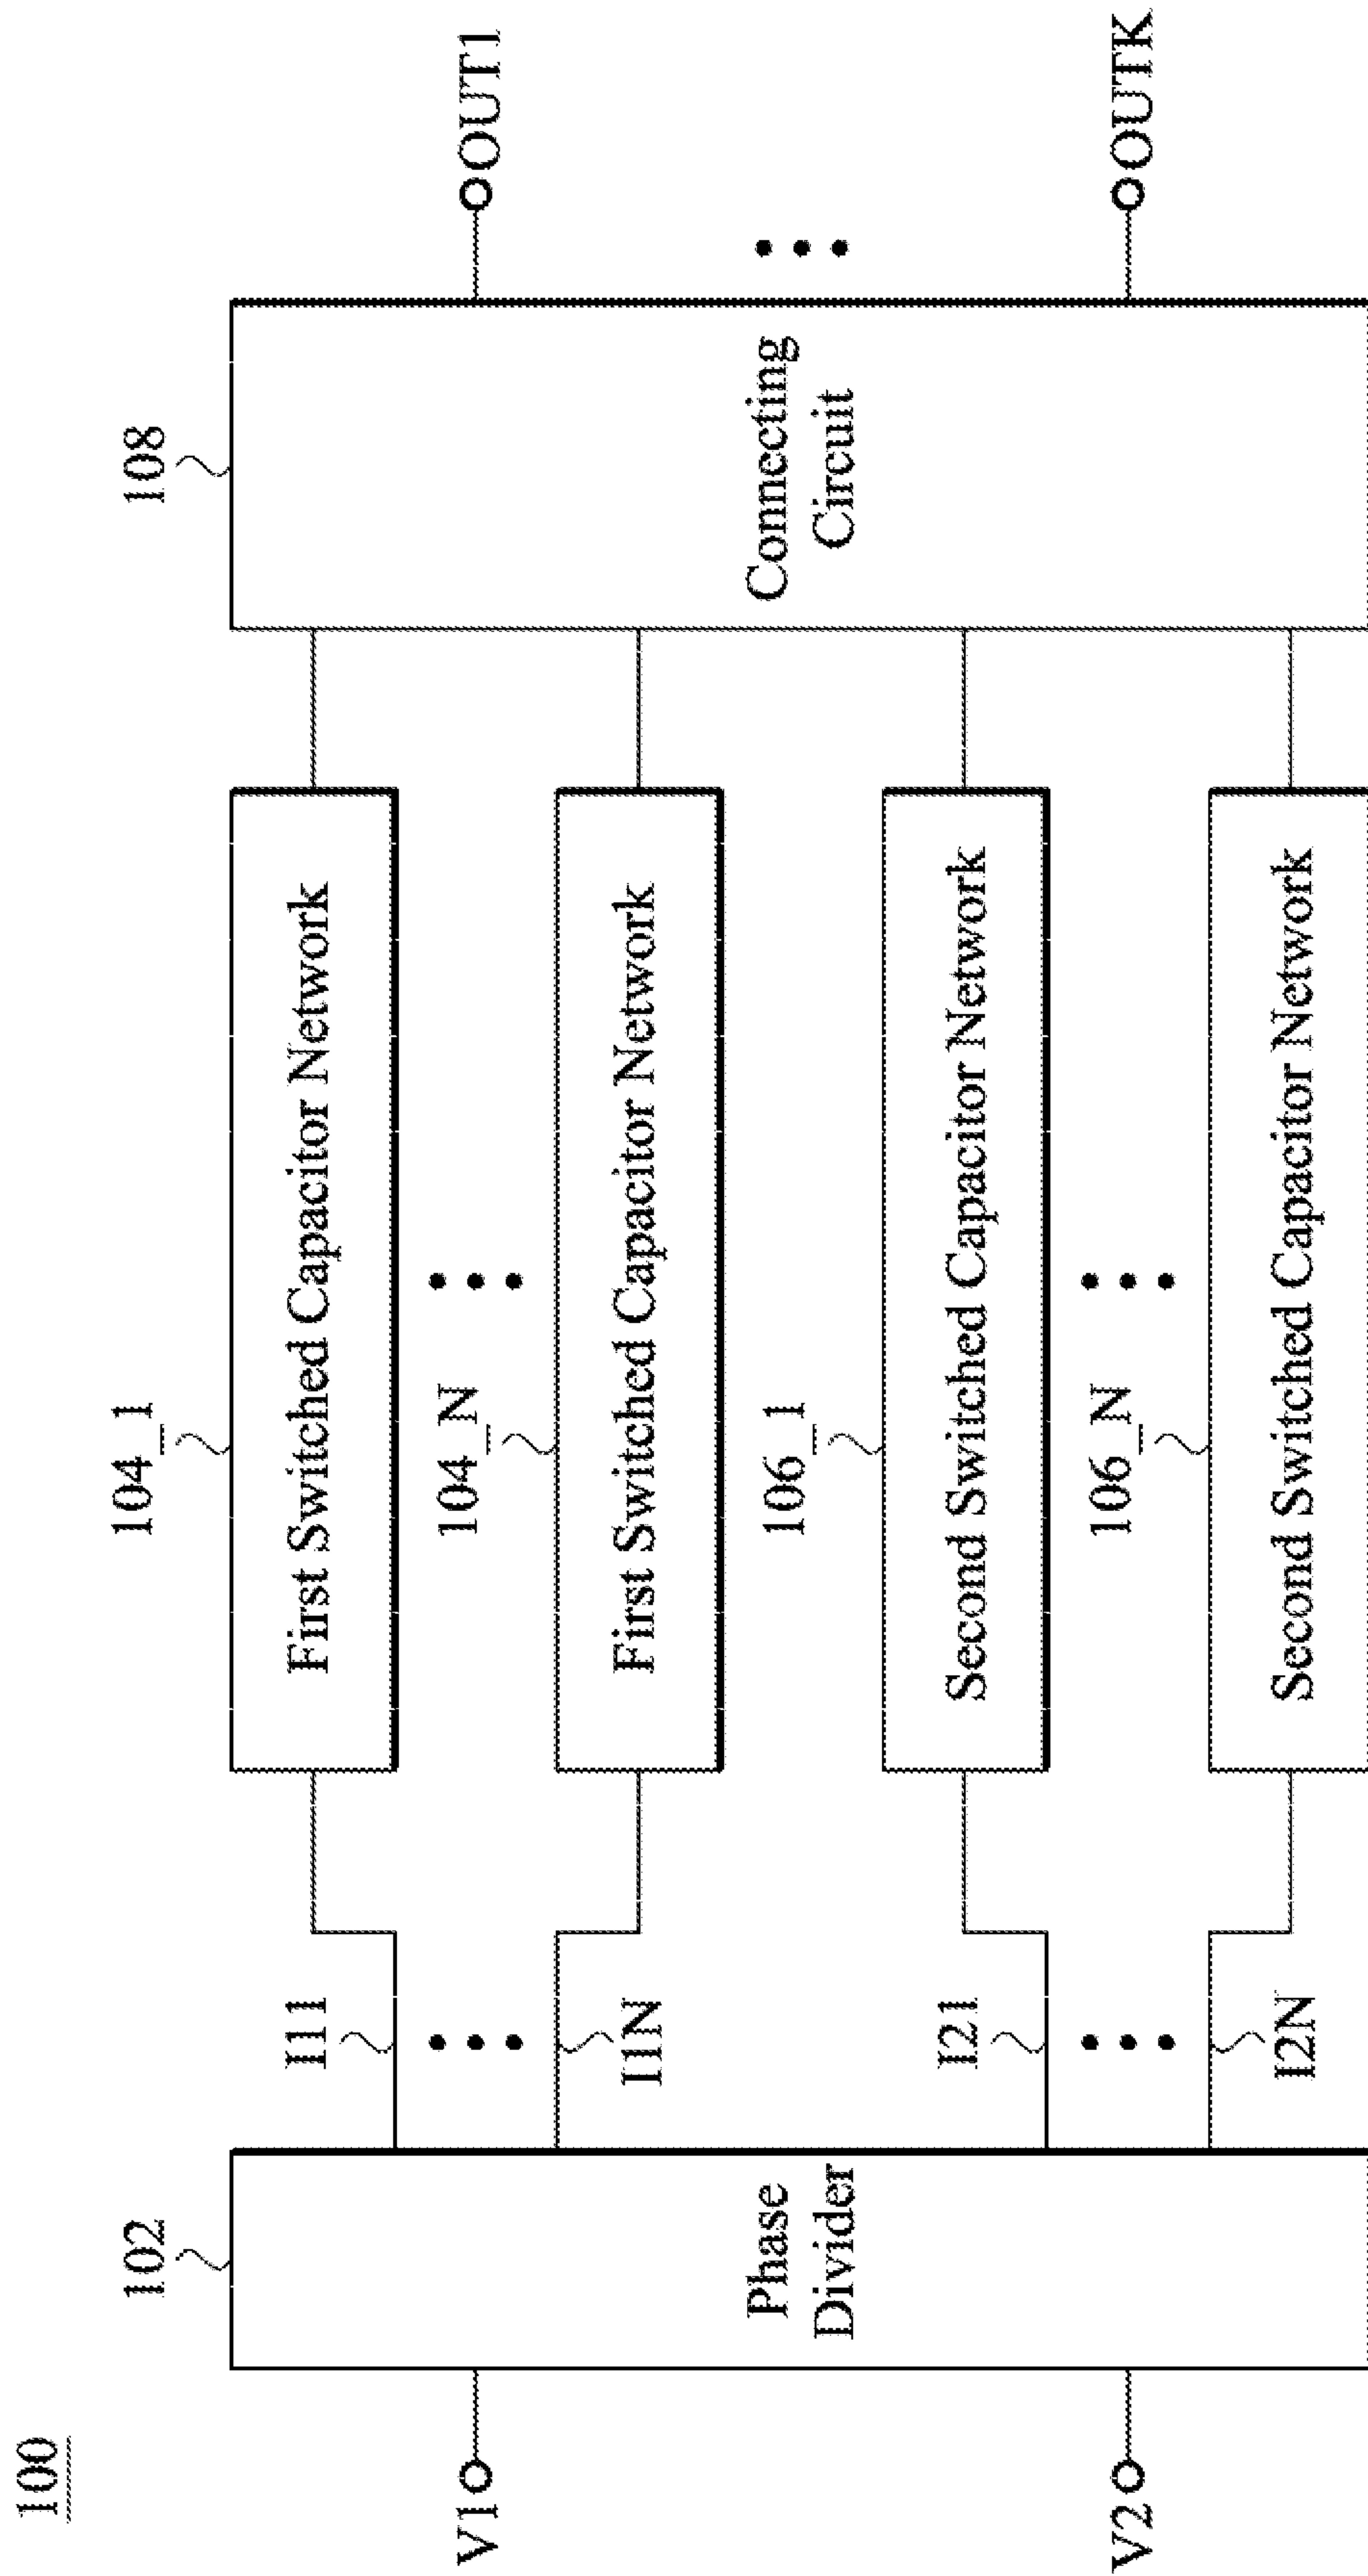 100
V1
V2
102
Phase
Divider
I11
I1N
I21
I2N
104_1
First Switched Capacitor Network
104_N
First Switched Capacitor Network
106_1
Second Switched Capacitor Network
106_N
Second Switched Capacitor Network
108
Connecting
Circuit
OUT1
OUTK